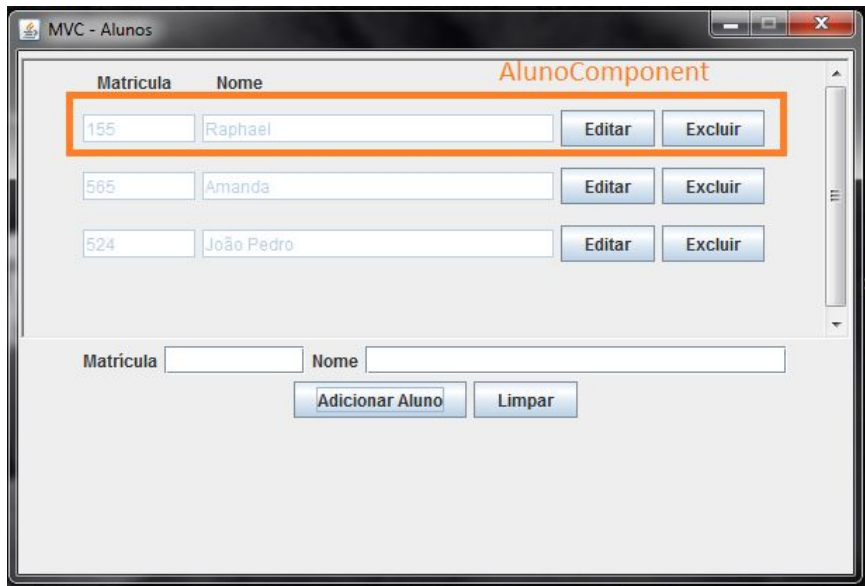 MVC - Alunos
AlunoComponent
Matricula Nome
155 Raphael Editar Excluir
565 Amanda Editar Excluir
524 João Pedro Editar Excluir
Matrícula Nome
Adicionar Aluno Limpar